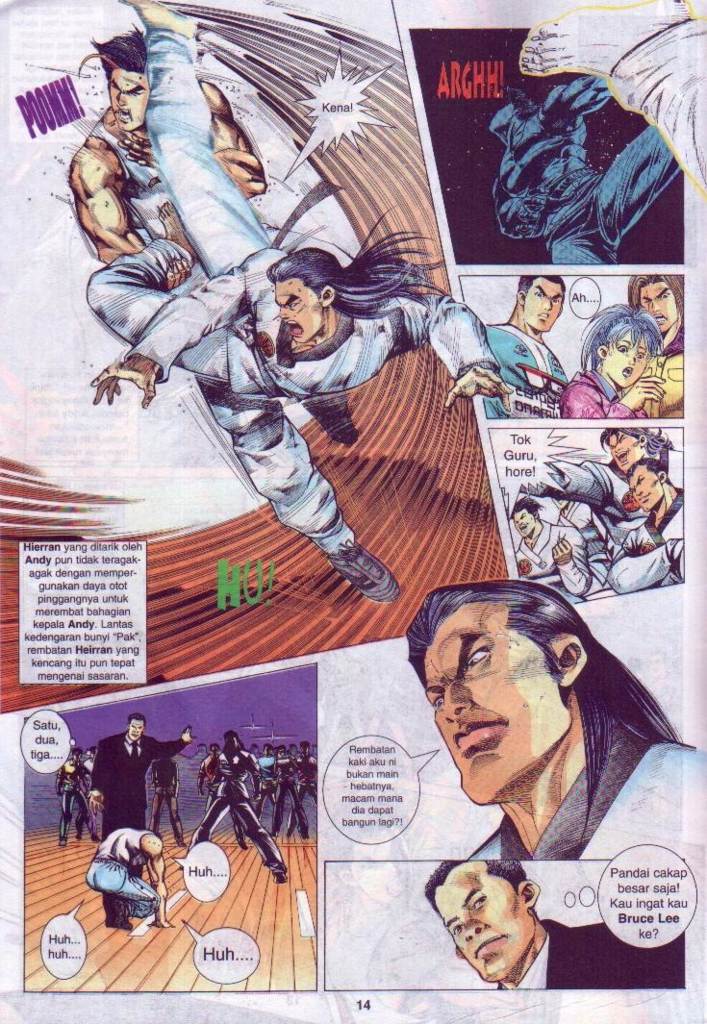 POOMM!
Kena!
ARGHH!
Ah....
Tok
Guru,
hore!
Hierran yang ditarik oleh
Andy pun tidak teragak-
agak dengan memper-
gunakan daya otot
pinggangnya untuk
merembat bahagian
kepala Andy. Lantas
kedengaran bunyi "Pak",
rembatan Heirran yang
kencang itu pun tepat
mengenai sasaran.
HU!
Satu,
dua,
tiga....
Huh....
Huh...
huh....
Huh....
Rembatan
kaki aku ni
bukan main
hebatnya,
macam mana
dia dapat
bangun lagi?!
Pandai cakap
besar saja!
Kau ingat kau
Bruce Lee
ke?
14